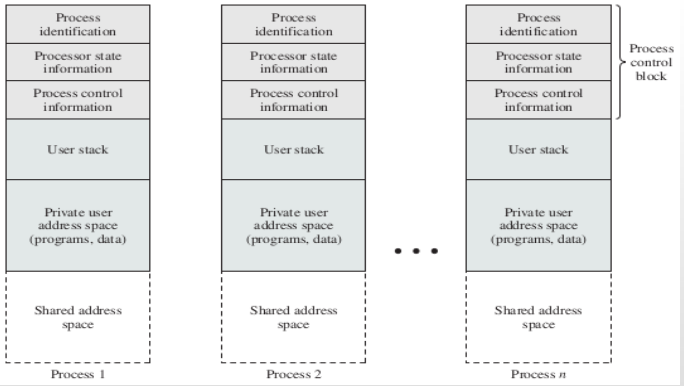 Process
identification
Processor state
information
Process control
information
User stack
Private user
address space
(programs, data)
Shared address
space
Process 1
Process
identification
Processor state
information
Process control
information
User stack
Private user
address space
(programs, data)
Shared address
space
Process 2
• • •
Process
identification
Processor state
information
Process control
information
User stack
Private user
address space
(programs, data)
Shared address
space
Process n
Process
control
block